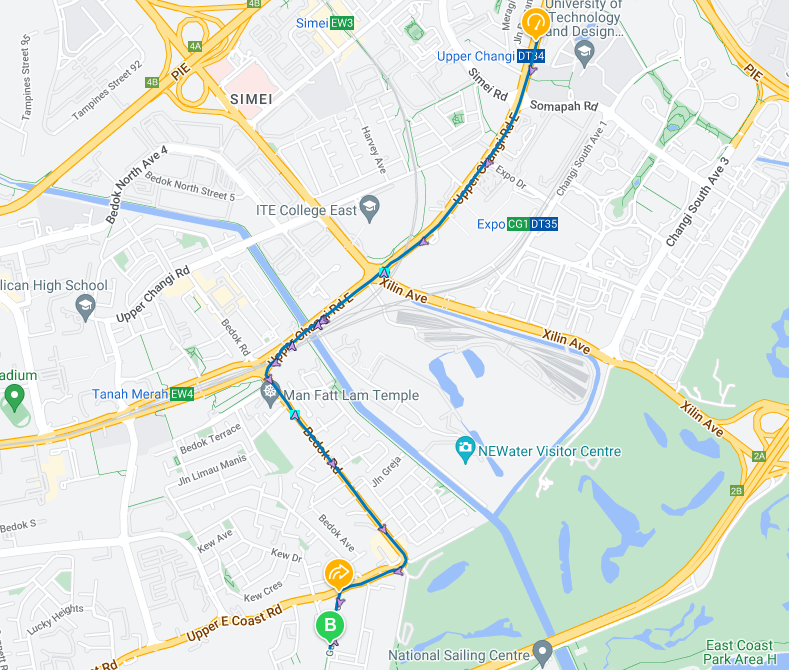 University of
Technology
and Design...
Simei EW3
4A
PIE
4B
Tampines Street 92
SIMEI
Upper Changi DT34
Simei Rd
Somapah Rd
PIE
Harvey Ave
Upper Changi Rd E
Expo Dr
Changi South Ave 1
Changi South Ave 3
Bedok North Ave 4
Bedok North Street 5
ITE College East
Expo CG1 DT35
Upper Changi Rd
Xilin Ave
lican High School
Upper Changi Rd E
Bedok Rd
Xilin Ave
adium
Tanah Merah EW4
Man Fatt Lam Temple
Xilin Ave
Bedok Terrace
Bedok Rd
Jln Limau Manis
Jln Greja
NEWater Visitor Centre
2A
2B
Bedok S
Bedok Ave
Kew Ave
Kew Dr
Kew Cres
Lucky Heights
Upper E Coast Rd
B
National Sailing Centre
East Coast
Park Area H
st Rd